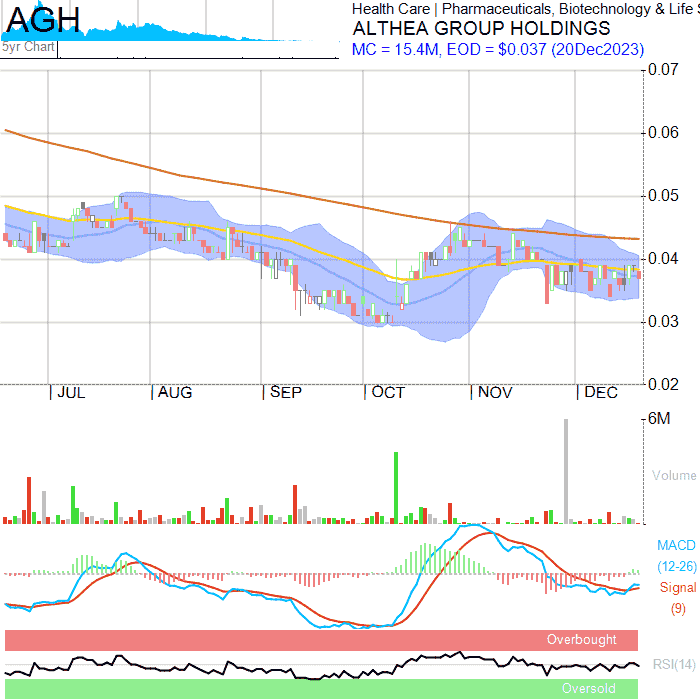 AGH
5yr Chart
Health Care | Pharmaceuticals, Biotechnology & Life S
ALTHEA GROUP HOLDINGS
MC = 15.4M, EOD = $0.037 (20Dec2023)
0.07
0.06
0.05
0.04
0.03
0.02
JUL AUG SEP OCT NOV DEC
6M
Volume
MACD
(12-26)
Signal
(9)
Overbought
RSI(14)
Oversold